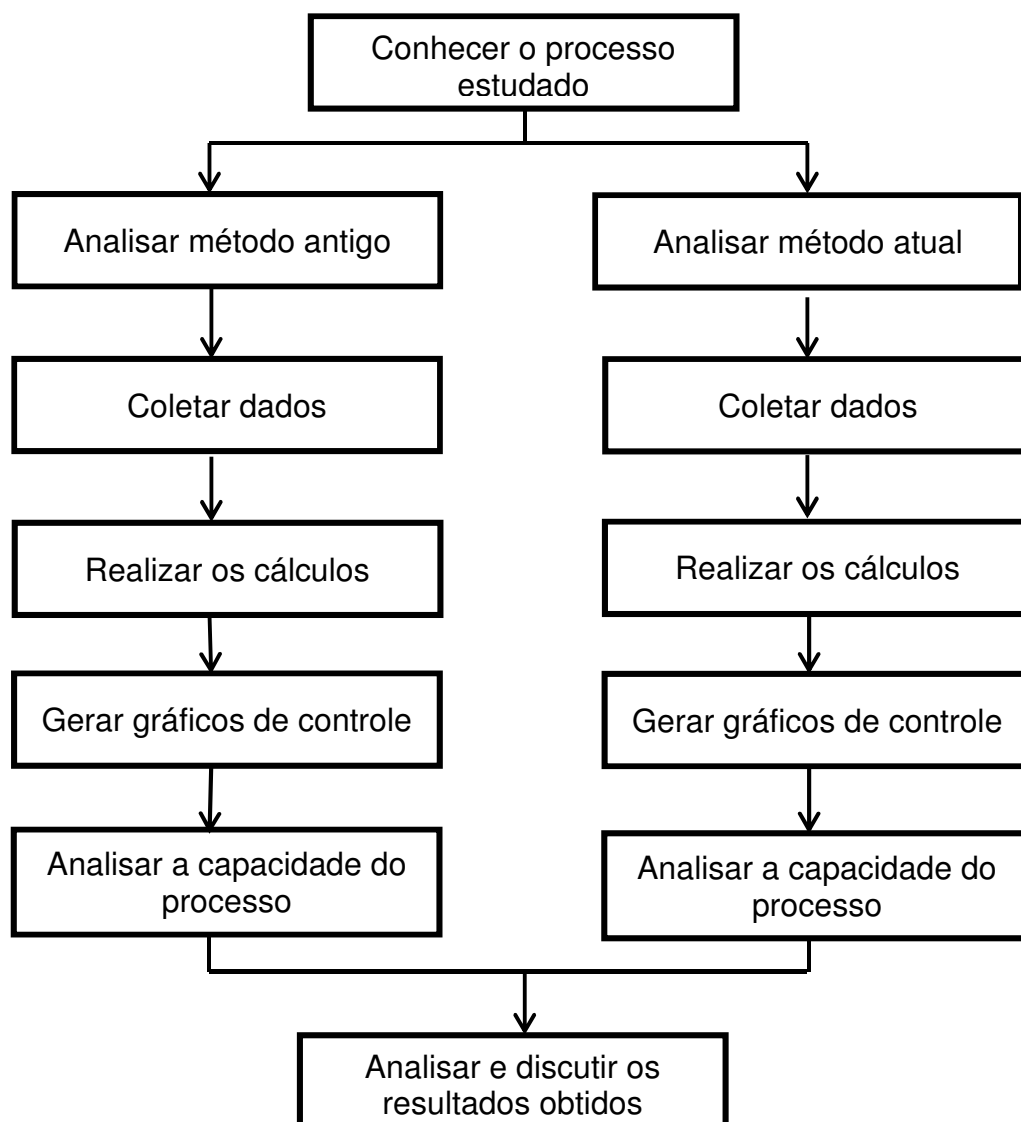 Conhecer o processo
estudado
Analisar método antigo
Analisar método atual
Coletar dados
Coletar dados
Realizar os cálculos
Realizar os cálculos
Gerar gráficos de controle
Gerar gráficos de controle
Analisar a capacidade do
processo
Analisar a capacidade do
processo
Analisar e discutir os
resultados obtidos